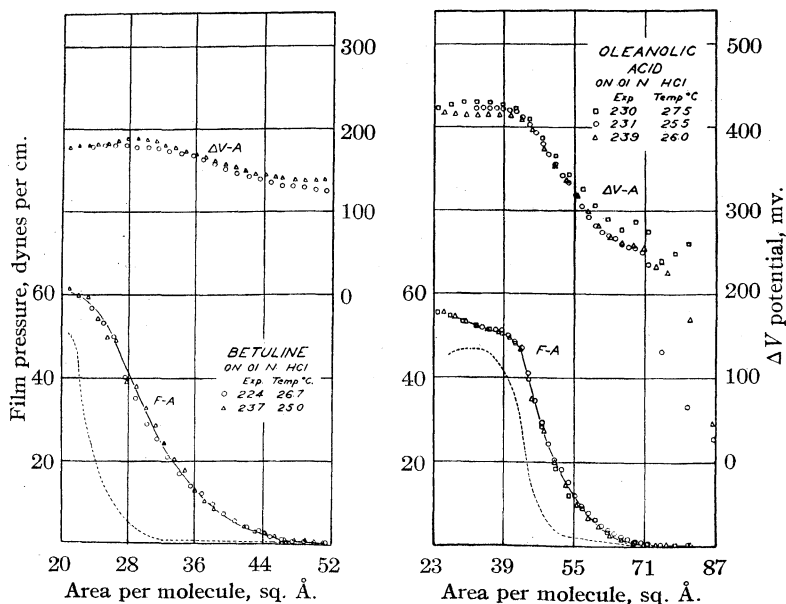 Film pressure, dynes per cm.
300
200
100
0
60
40
20
ΔV-A
F-A
BETULINE
ON 01 N HCl
Exp Temp °C.
○ 224 26.7
△ 237 25.0
20 28 36 44 52
Area per molecule, sq. Å.
OLEANOLIC
ACID
ON 01 N HCl
Exp Temp °C
□ 230 27.5
○ 231 25.5
△ 239 26.0
ΔV-A
F-A
60
40
20
500
400
300
200
100
0
ΔV potential, mv.
23 39 55 71 87
Area per molecule, sq. Å.